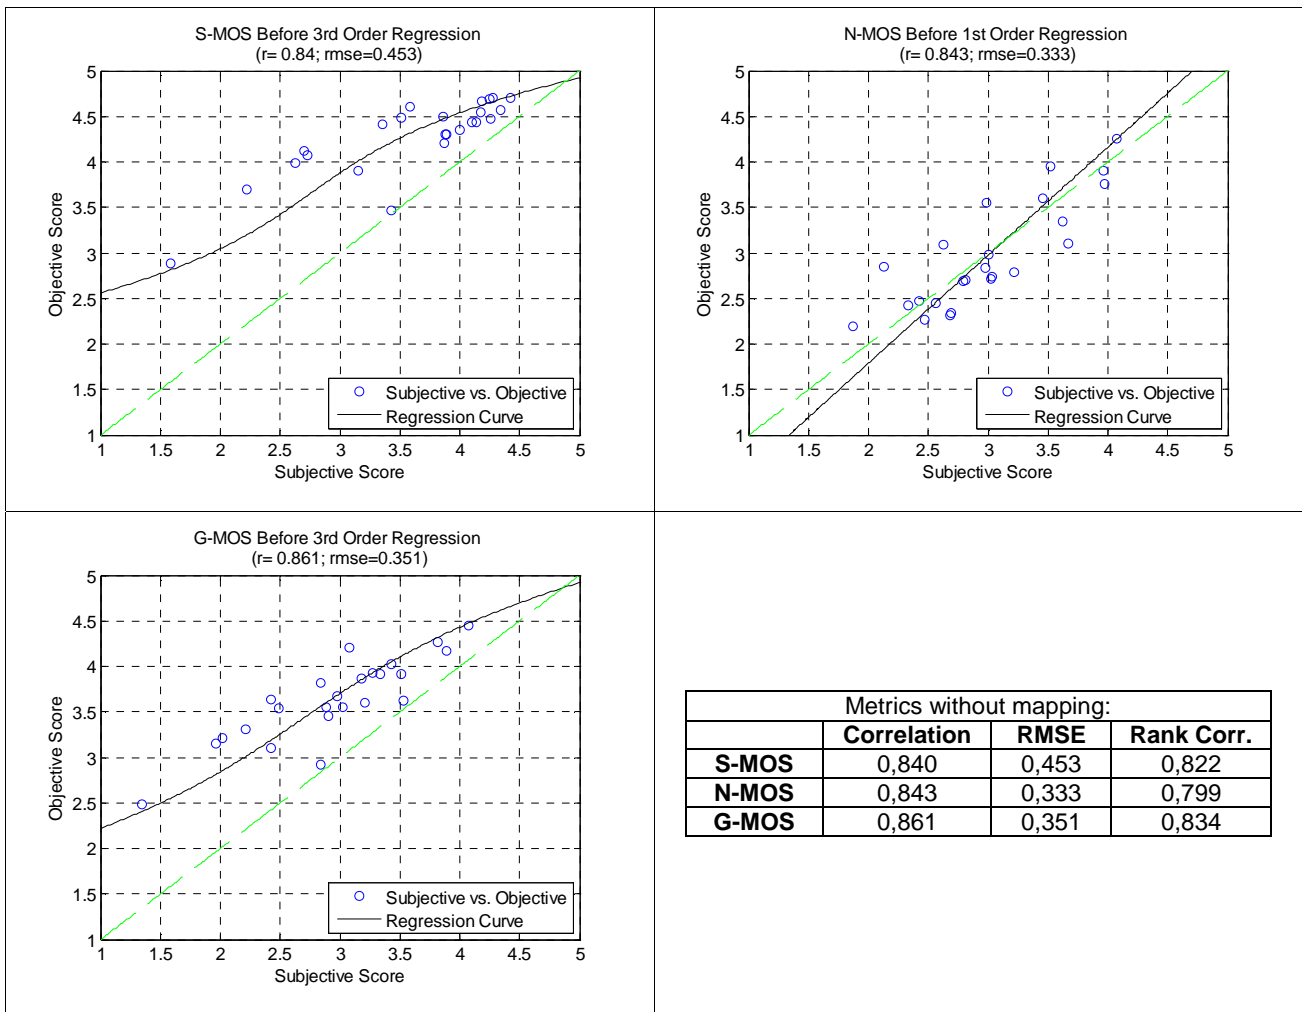 S-MOS Before 3rd Order Regression
(r= 0.84; rmse=0.453)
5
4.5
4
3.5
3
2.5
2
1.5
1
Objective Score
Subjective vs. Objective
Regression Curve
1 1.5 2 2.5 3 3.5 4 4.5 5
Subjective Score
N-MOS Before 1st Order Regression
(r= 0.843; rmse=0.333)
5
4.5
4
3.5
3
2.5
2
1.5
1
Objective Score
Subjective vs. Objective
Regression Curve
1 1.5 2 2.5 3 3.5 4 4.5 5
Subjective Score
G-MOS Before 3rd Order Regression
(r= 0.861; rmse=0.351)
5
4.5
4
3.5
3
2.5
2
1.5
1
Objective Score
Subjective vs. Objective
Regression Curve
1 1.5 2 2.5 3 3.5 4 4.5 5
Subjective Score
Metrics without mapping:
Correlation RMSE Rank Corr.
S-MOS 0,840 0,453 0,822
N-MOS 0,843 0,333 0,799
G-MOS 0,861 0,351 0,834